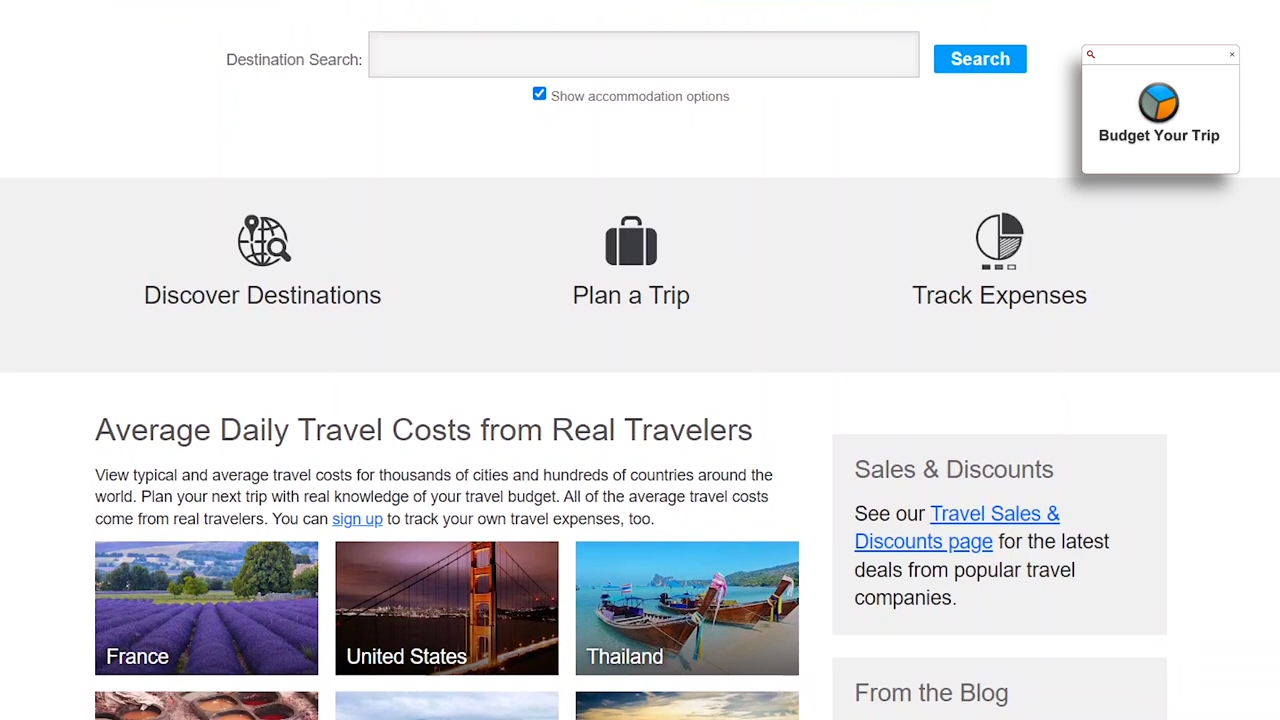 Destination Search:
Search
Show accommodation options
Budget Your Trip
Discover Destinations
Plan a Trip
Track Expenses
Average Daily Travel Costs from Real Travelers
View typical and average travel costs for thousands of cities and hundreds of countries around the
world. Plan your next trip with real knowledge of your travel budget. All of the average travel costs
come from real travelers. You can sign up to track your own travel expenses, too.
France
United States
Thailand
Sales & Discounts
See our Travel Sales &
Discounts page for the latest
deals from popular travel
companies.
From the Blog